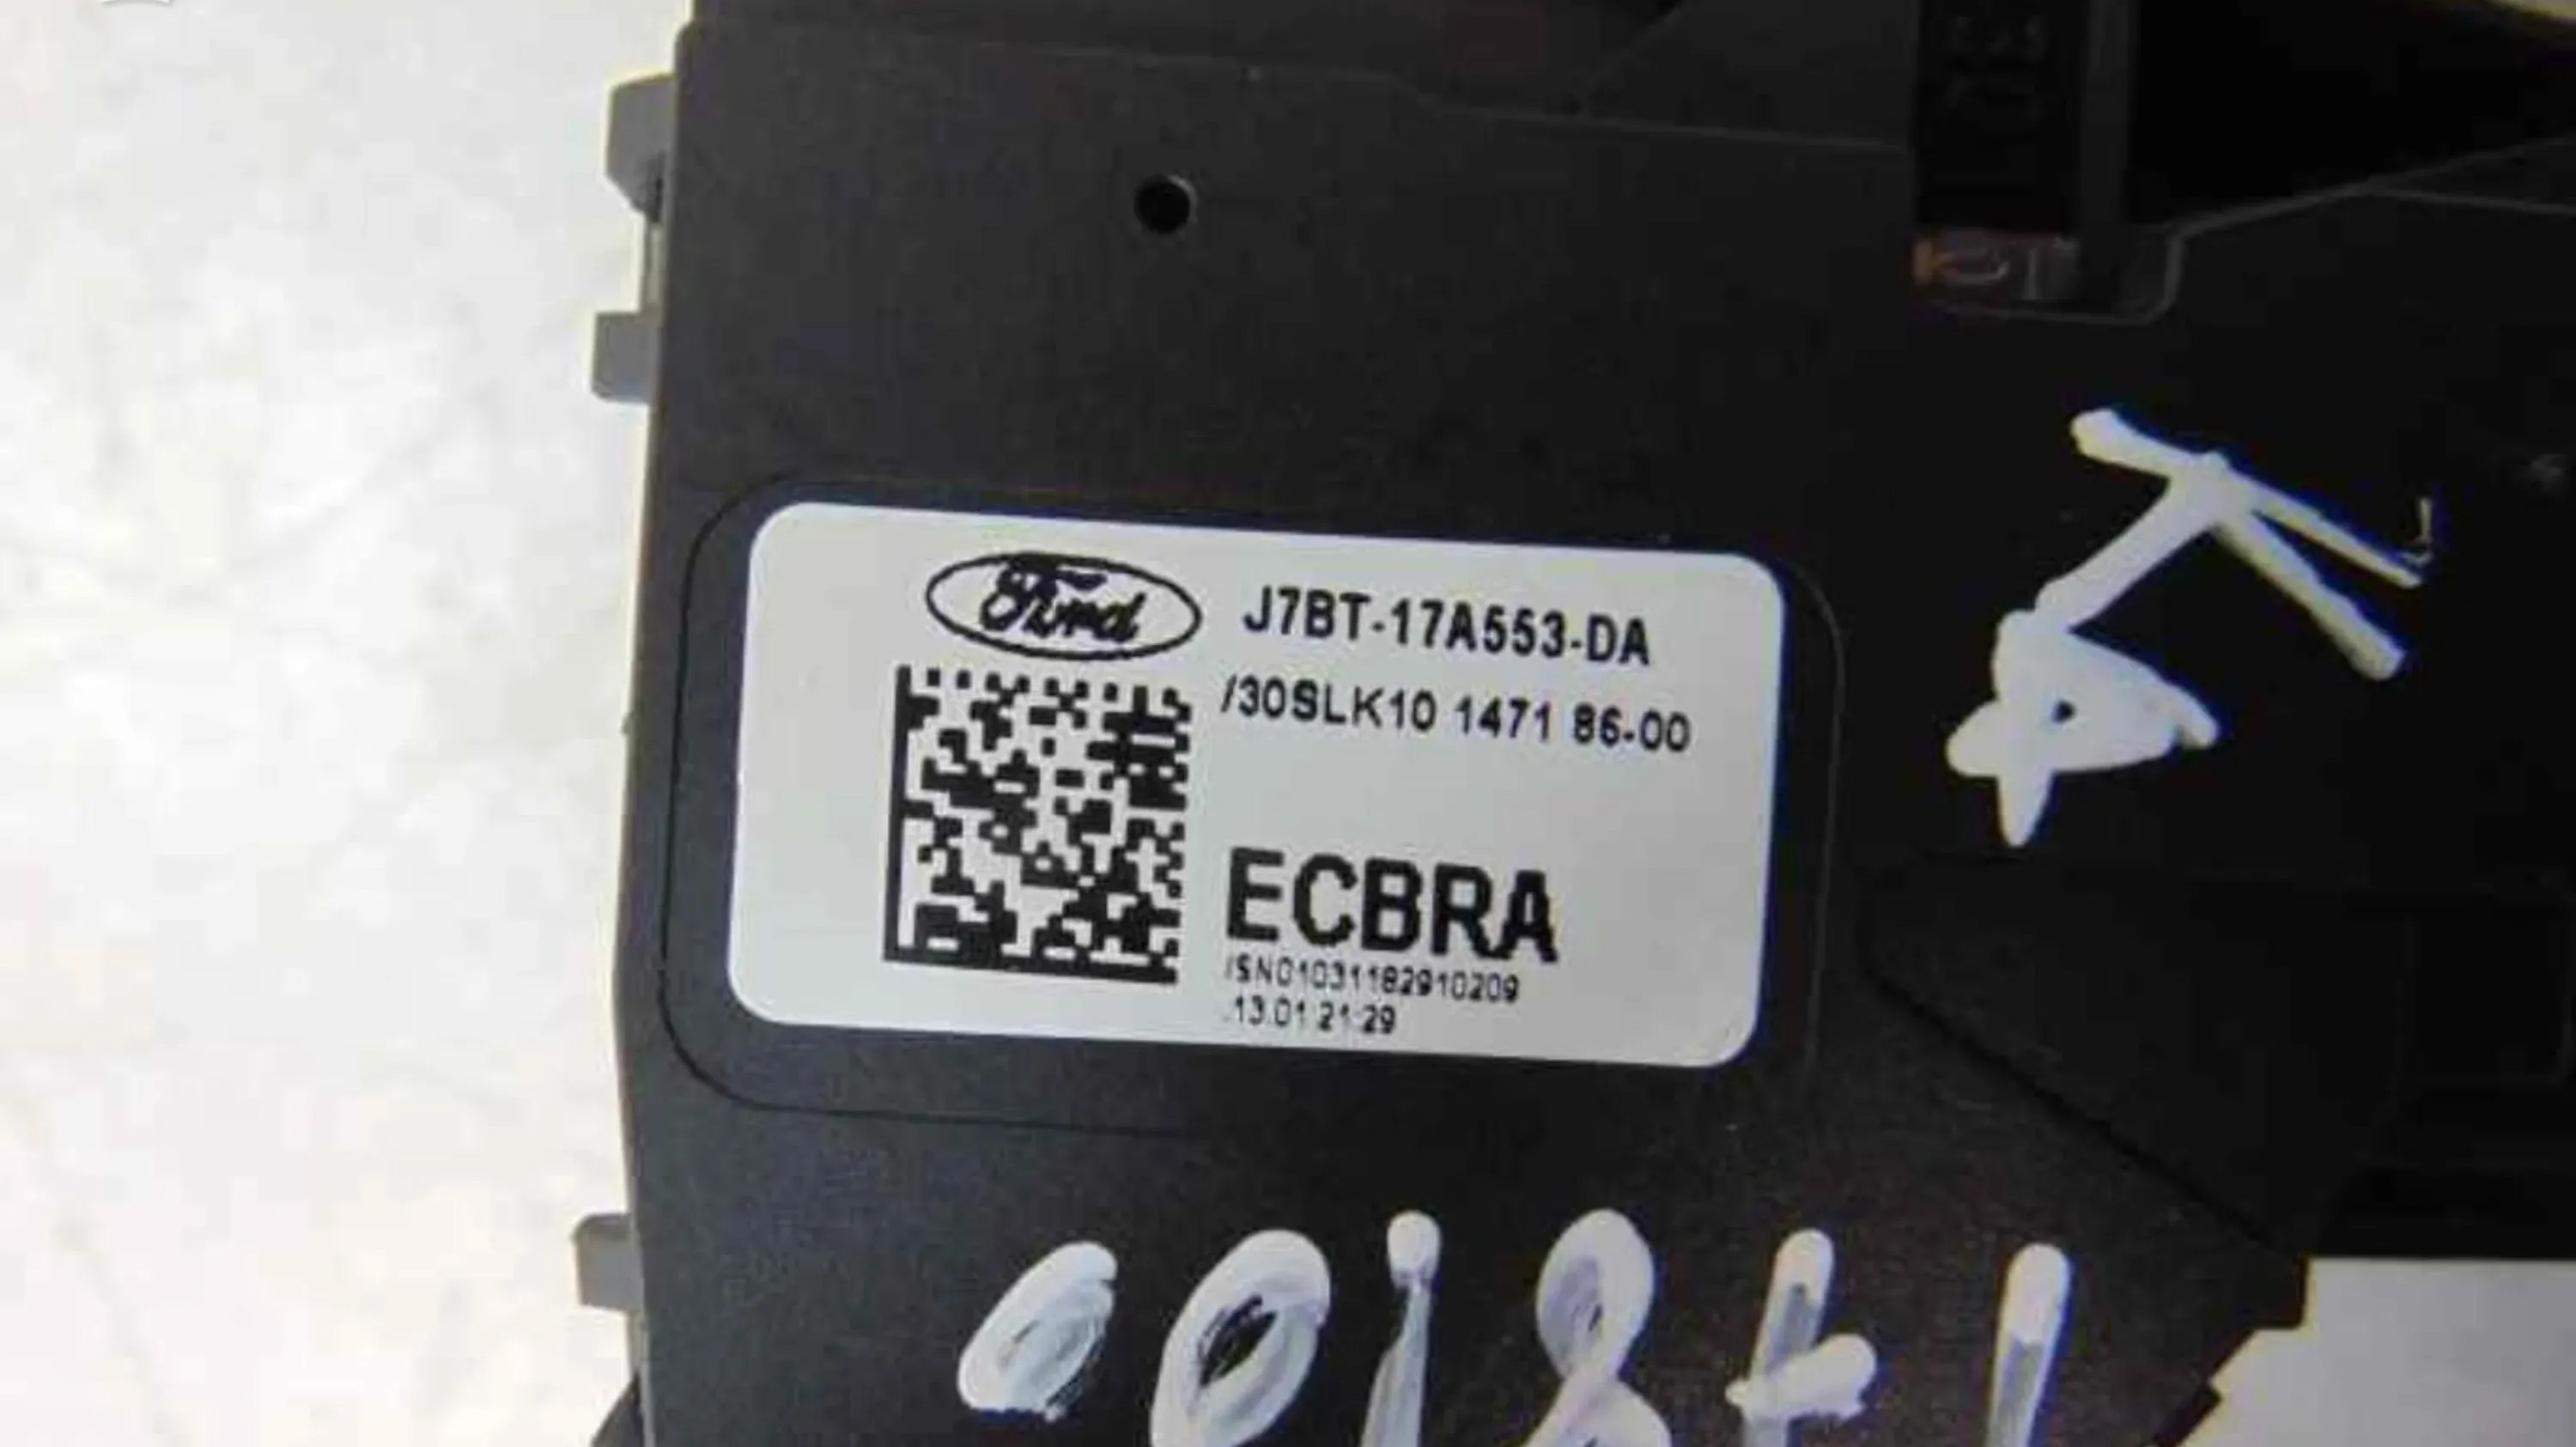 Ford J7BT-17A553-DA
/30SLK10 1471 86-00
ECBRA
/SN01031182910209
13.01 21:29